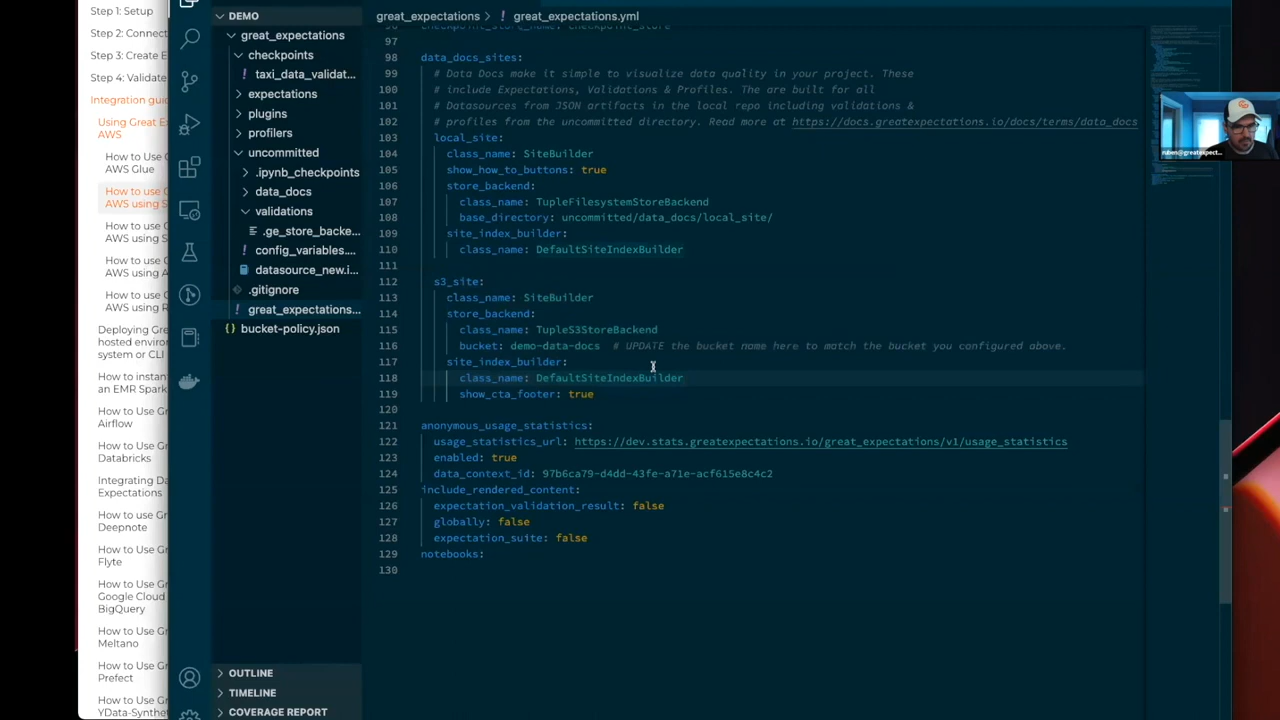 Step 1: Setup
Step 2: Connect
Step 3: Create E
Step 4: Validate
Integration guid
Using Great E
AWS
How to Use G
AWS Glue
How to use G
AWS using S
How to use G
AWS using S
How to use G
AWS using A
How to use G
AWS using R
Deploying Gre
hosted environ
system or CLI
How to instant
an EMR Spark
How to Use Gr
Airflow
How to Use Gr
Databricks
Integrating Da
Expectations
How to use Gr
Deepnote
How to Use Gr
Flyte
How to Use Gr
Google Cloud
BigQuery
How to Use Gr
Meltano
How to Use Gr
Prefect
How to Use Gr
YData-Synthe
DEMO
great_expectations
checkpoints
taxi_data_validat...
expectations
plugins
profilers
uncommitted
.ipynb_checkpoints
data_docs
validations
.ge_store_backe...
config_variables....
datasource_new.i...
.gitignore
! great_expectations...
{} bucket-policy.json
OUTLINE
TIMELINE
COVERAGE REPORT
great_expectations > ! great_expectations.yml
97
98 data_docs_sites:
99 # Data Docs make it simple to visualize data quality in your project. These
100 # include Expectations, Validations & Profiles. The are built for all
101 # Datasources from JSON artifacts in the local repo including validations &
102 # profiles from the uncommitted directory. Read more at https://docs.greatexpectations.io/docs/terms/data_docs
103 local_site:
104 class_name: SiteBuilder
105 show_how_to_buttons: true
106 store_backend:
107 class_name: TupleFilesystemStoreBackend
108 base_directory: uncommitted/data_docs/local_site/
109 site_index_builder:
110 class_name: DefaultSiteIndexBuilder
111
112 s3_site:
113 class_name: SiteBuilder
114 store_backend:
115 class_name: TupleS3StoreBackend
116 bucket: demo-data-docs # UPDATE the bucket name here to match the bucket you configured above.
117 site_index_builder:
118 class_name: DefaultSiteIndexBuilder
119 show_cta_footer: true
120
121 anonymous_usage_statistics:
122 usage_statistics_url: https://dev.stats.greatexpectations.io/great_expectations/v1/usage_statistics
123 enabled: true
124 data_context_id: 97b6ca79-d4dd-43fe-a71e-acf615e8c4c2
125 include_rendered_content:
126 expectation_validation_result: false
127 globally: false
128 expectation_suite: false
129 notebooks:
130
ruben@greatexpect...